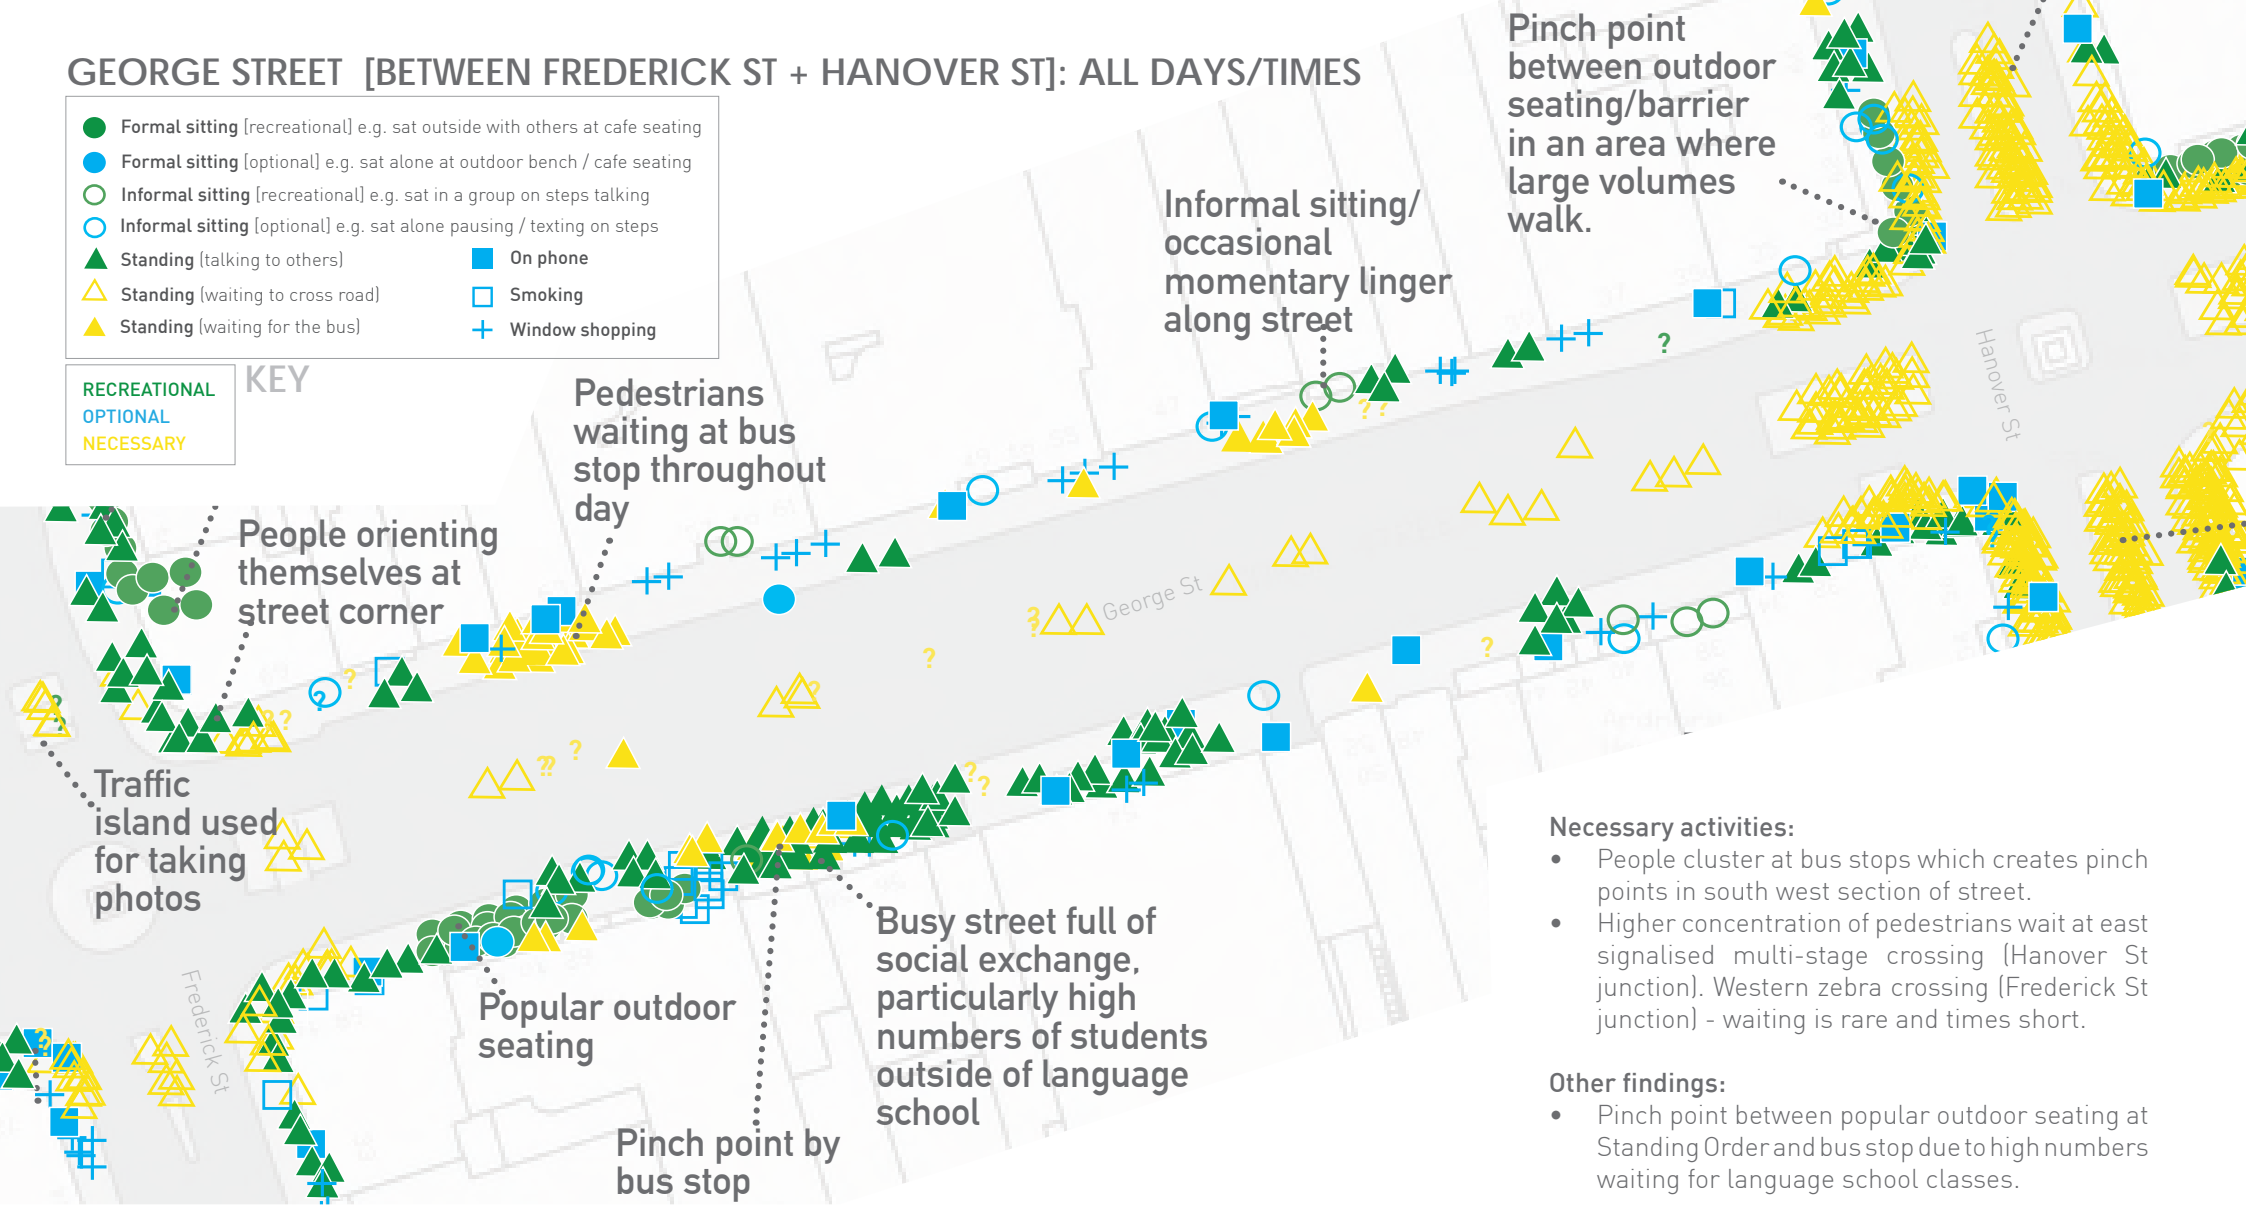 GEORGE STREET [BETWEEN FREDERICK ST + HANOVER ST]: ALL DAYS/TIMES
Formal sitting [recreational] e.g. sat outside with others at cafe seating
Formal sitting [optional] e.g. sat alone at outdoor bench / cafe seating
Informal sitting [recreational] e.g. sat in a group on steps talking
Informal sitting [optional] e.g. sat alone pausing / texting on steps
Standing (talking to others)
Standing (waiting to cross road)
Standing (waiting for the bus)
On phone
Smoking
Window shopping
RECREATIONAL
OPTIONAL
NECESSARY
KEY
Pinch point
between outdoor
seating/barrier
in an area where
large volumes
walk.
Informal sitting/
occasional
momentary linger
along street
Pedestrians
waiting at bus
stop throughout
day
People orienting
themselves at
street corner
Traffic
island used
for taking
photos
George St
Hanover St
Frederick St
Popular outdoor
seating
Pinch point by
bus stop
Busy street full of
social exchange,
particularly high
numbers of students
outside of language
school
Necessary activities:
• People cluster at bus stops which creates pinch
points in south west section of street.
• Higher concentration of pedestrians wait at east
signalised multi-stage crossing (Hanover St
junction). Western zebra crossing (Frederick St
junction) - waiting is rare and times short.
Other findings:
• Pinch point between popular outdoor seating at
Standing Order and bus stop due to high numbers
waiting for language school classes.